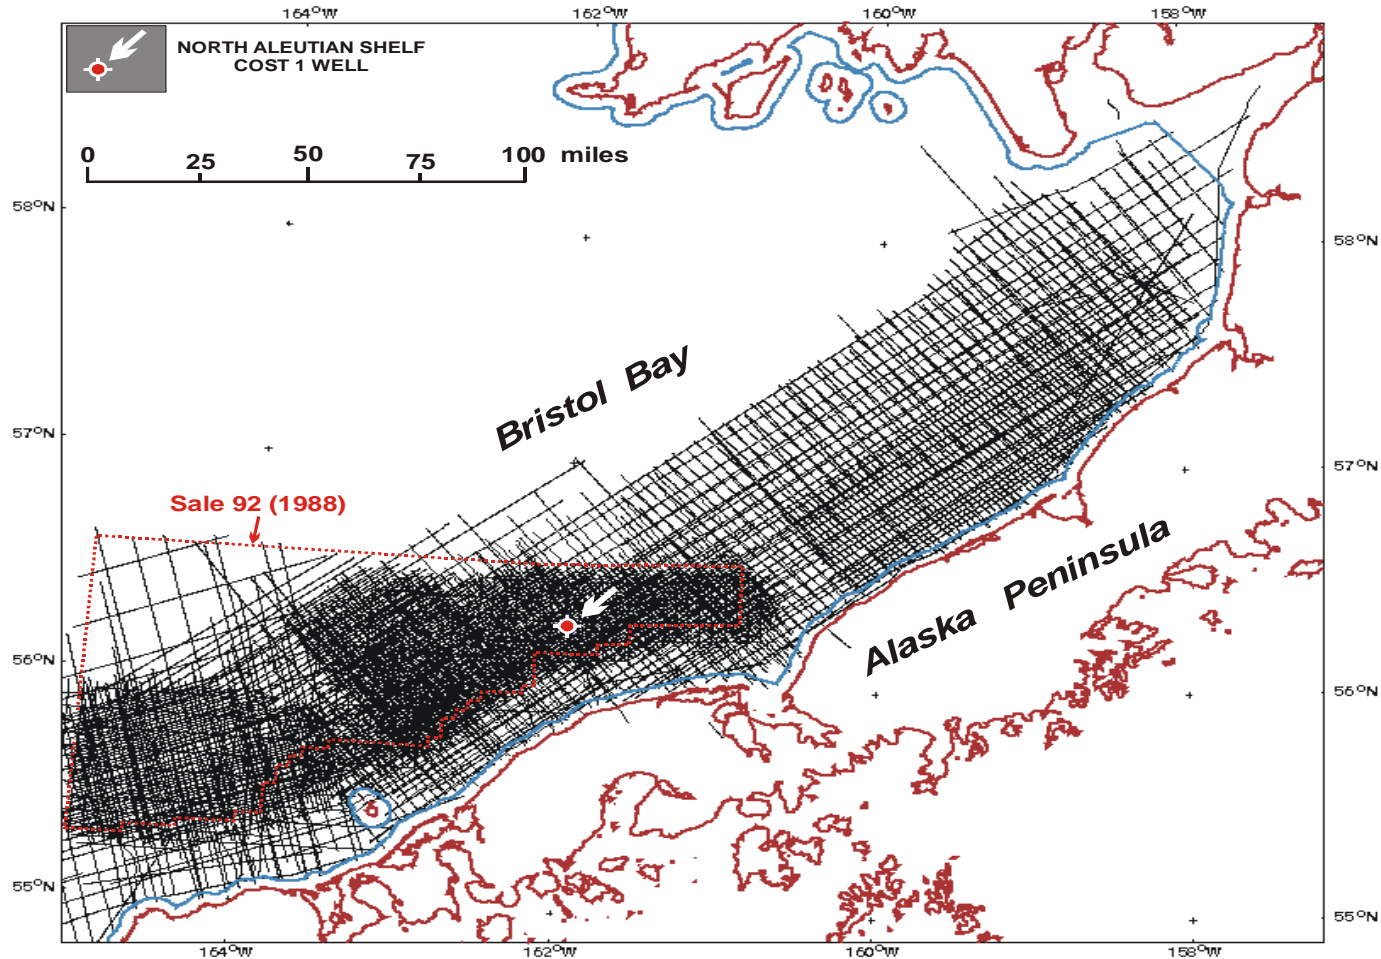 164°W 162°W 160°W 158°W
NORTH ALEUTIAN SHELF
COST 1 WELL
0 25 50 75 100 miles
58°N
58°N
Bristol Bay
57°N
57°N
Sale 92 (1988)
Alaska Peninsula
56°N
56°N
55°N
55°N
164°W 162°W 160°W 158°W